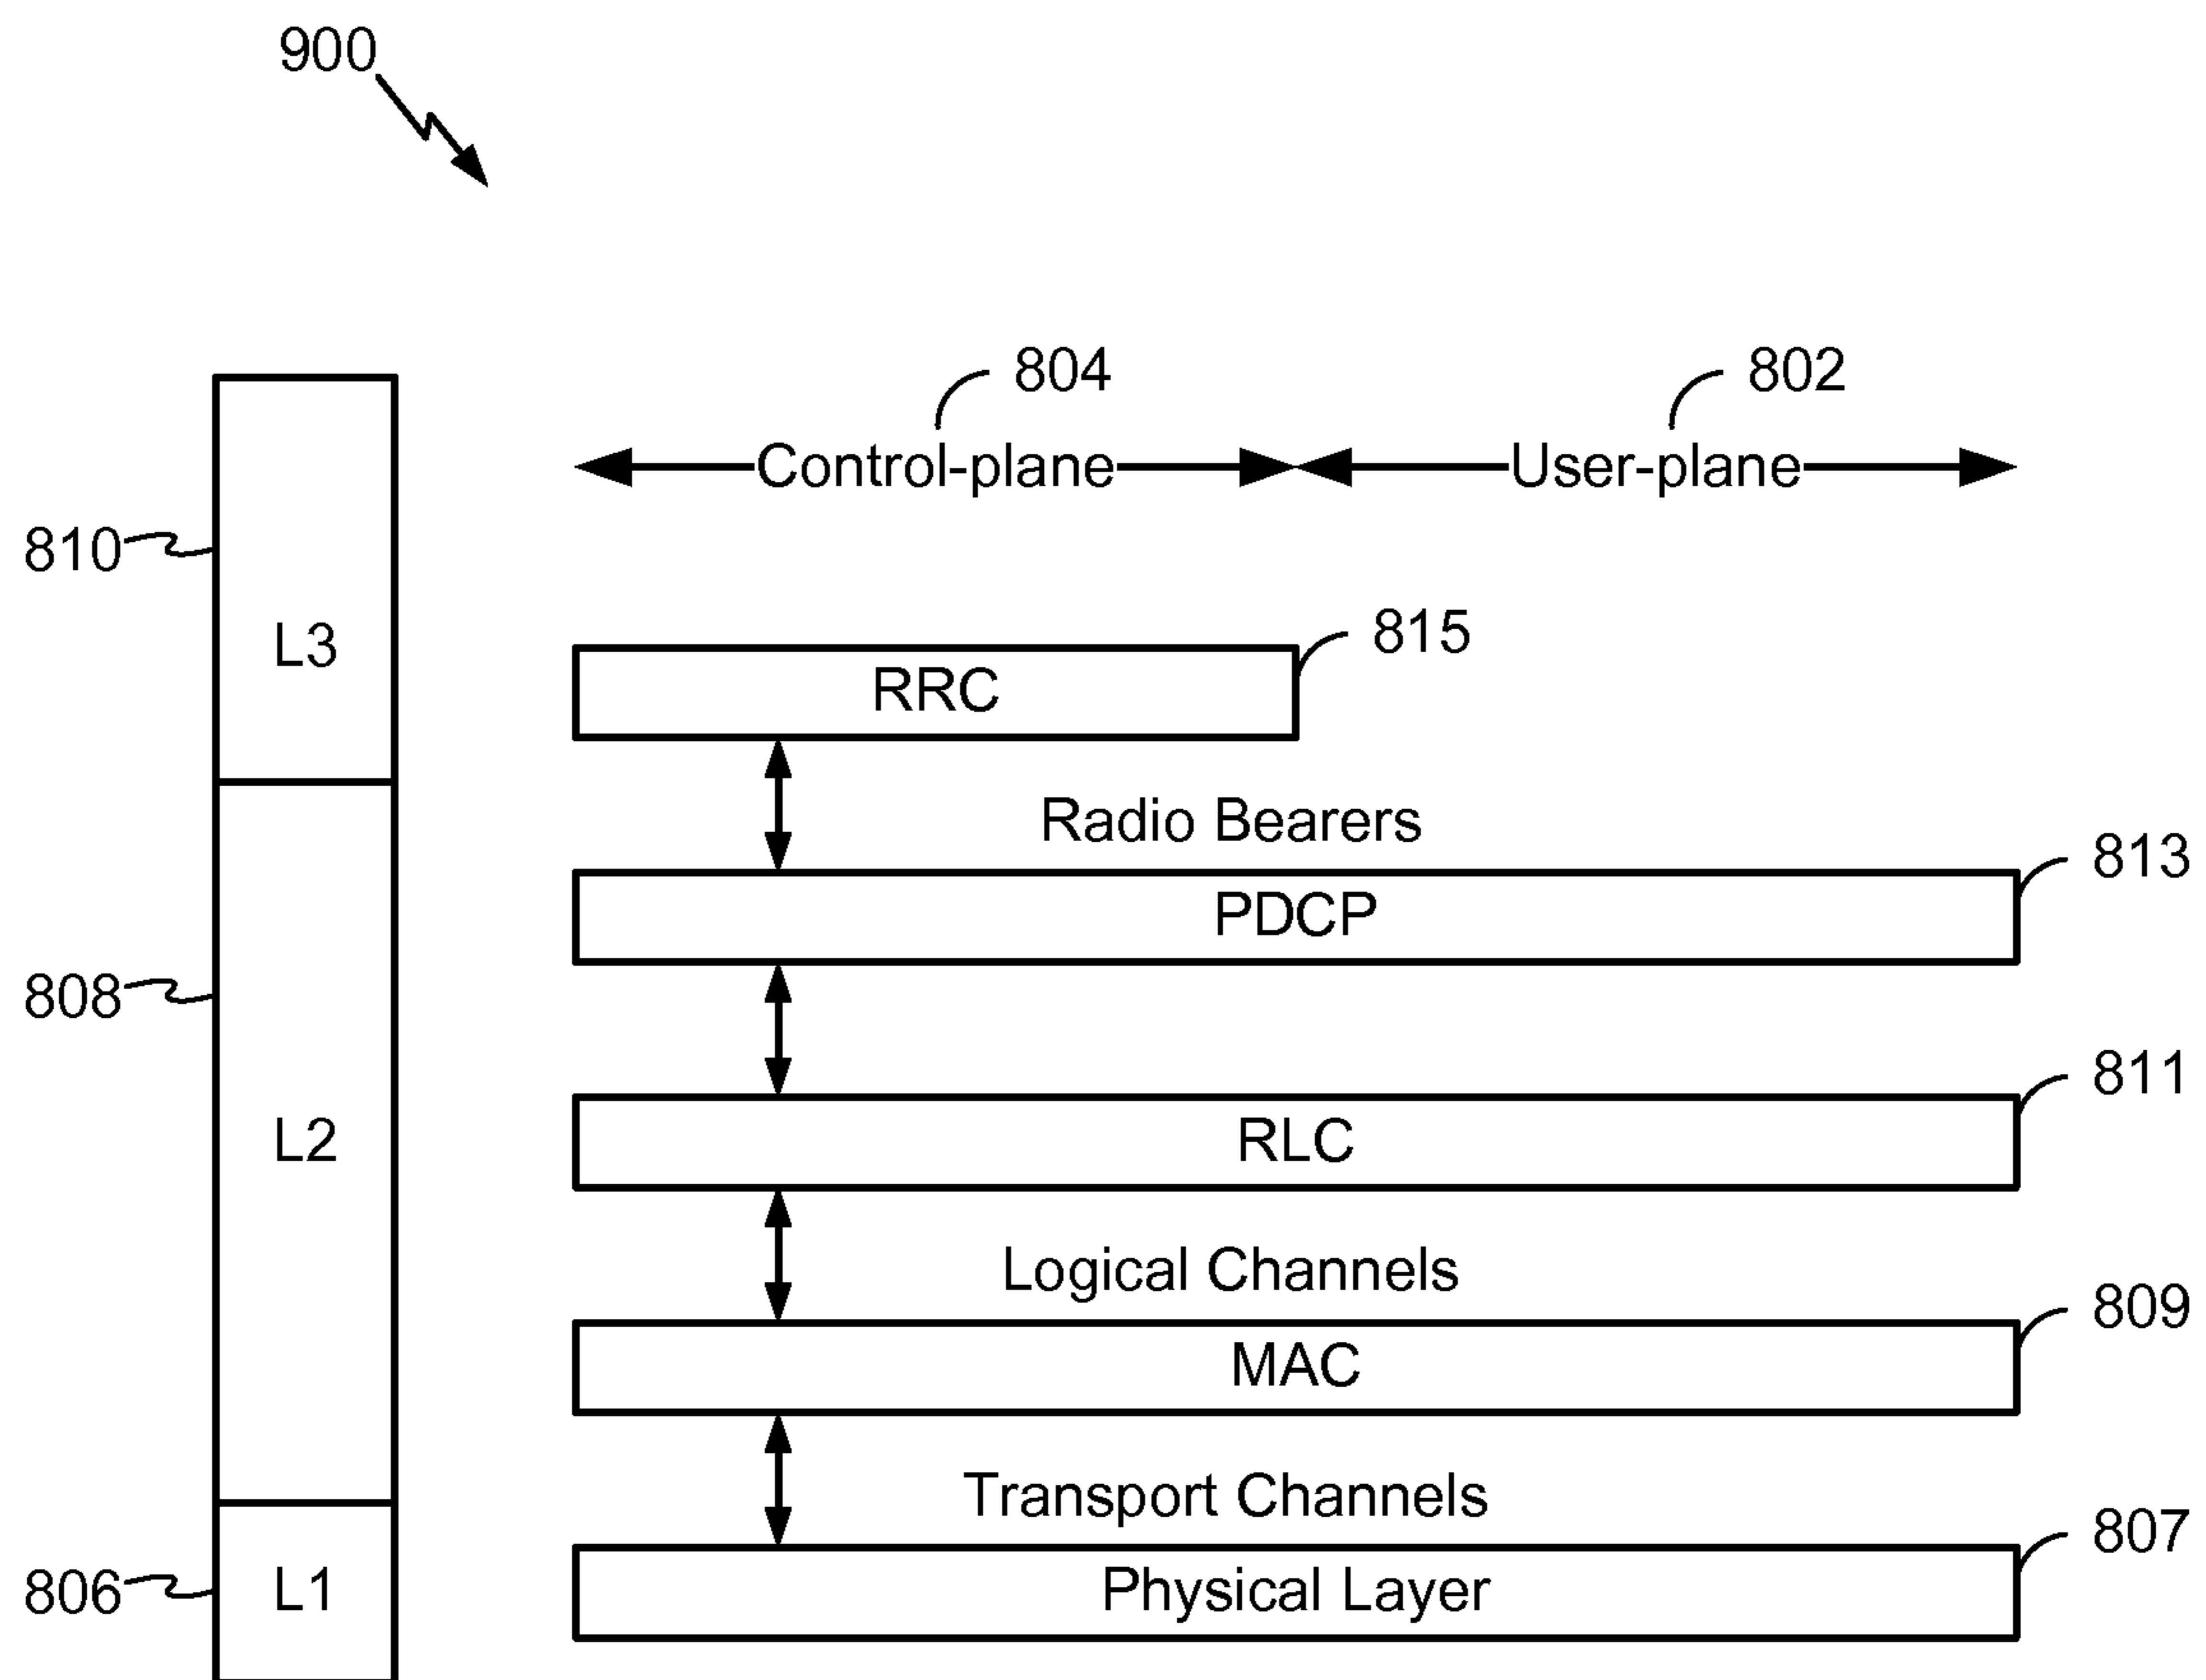 900
804
802
Control-plane
User-plane
810
L3
815
RRC
Radio Bearers
813
PDCP
808
811
L2
RLC
Logical Channels
809
MAC
Transport Channels
807
806
L1
Physical Layer